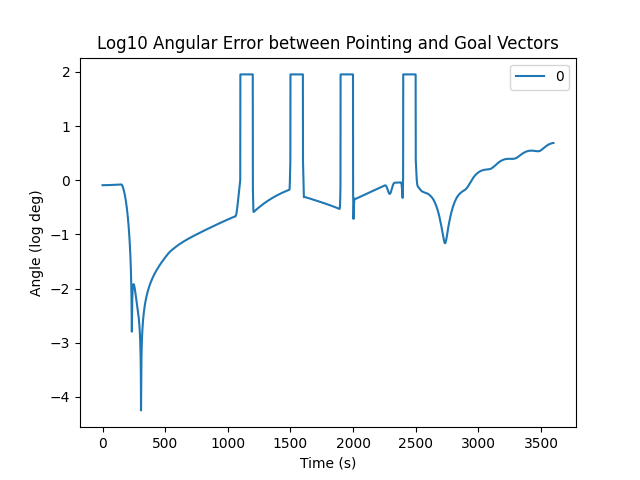 Log10 Angular Error between Pointing and Goal Vectors
0
2
1
0
−1
−2
−3
−4
Angle (log deg)
0 500 1000 1500 2000 2500 3000 3500
Time (s)